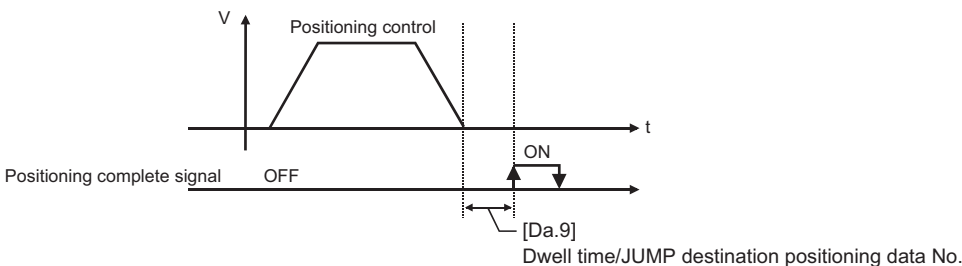 V
Positioning control
t
ON
Positioning complete signal OFF
[Da.9]
Dwell time/JUMP destination positioning data No.